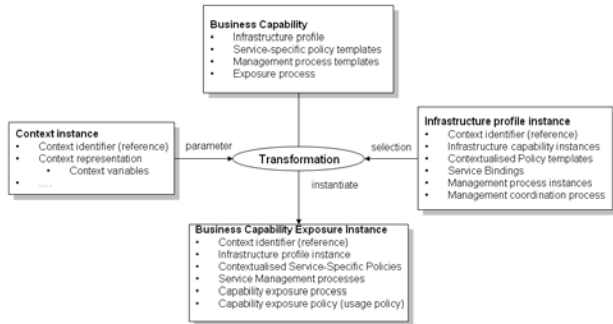 Business Capability
• Infrastructure profile
• Service-specific policy templates
• Management process templates
• Exposure process
Context instance
• Context identifier (reference)
• Context representation
• Context variables
• ....
parameter
Transformation
selection
instantiate
Infrastructure profile instance
• Context identifier (reference)
• Infrastructure capability instances
• Contextualised Policy templates
• Service Bindings
• Management process instances
• Management coordination process
Business Capability Exposure Instance
• Context identifier (reference)
• Infrastructure profile instance
• Contextualised Service-Specific Policies
• Service Management processes
• Capability exposure process
• Capability exposure policy (usage policy)